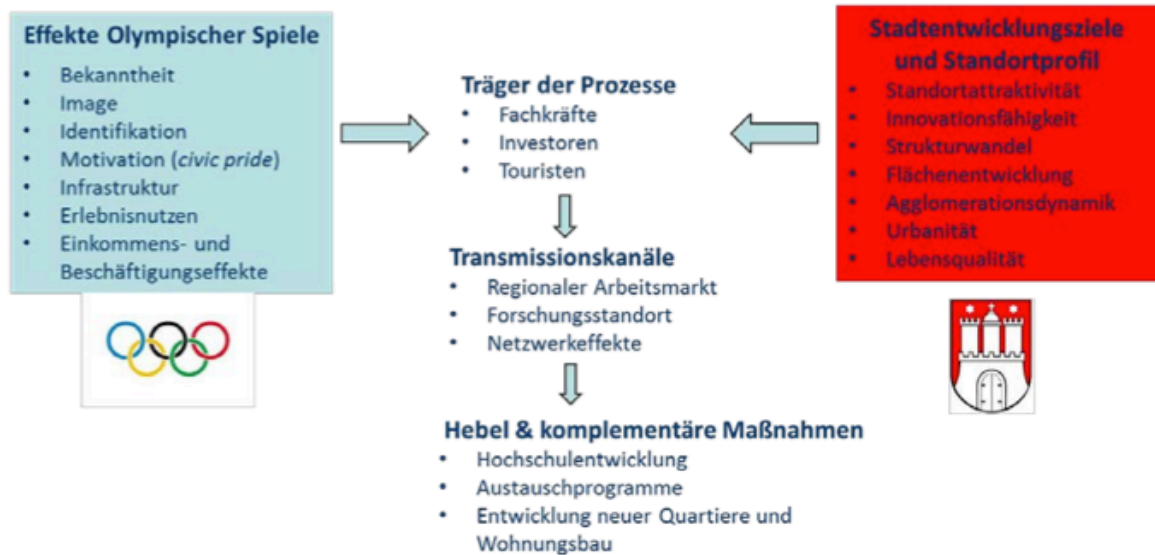 Effekte Olympischer Spiele
• Bekanntheit
• Image
• Identifikation
• Motivation (civic pride)
• Infrastruktur
• Erlebnisnutzen
• Einkommens- und
Beschäftigungseffekte
Träger der Prozesse
• Fachkräfte
• Investoren
• Touristen
Transmissionskanäle
• Regionaler Arbeitsmarkt
• Forschungsstandort
• Netzwerkeffekte
Hebel & komplementäre Maßnahmen
• Hochschulentwicklung
• Austauschprogramme
• Entwicklung neuer Quartiere und
Wohnungsbau
Stadtentwicklungsziele
und Standortprofil
• Standortattraktivität
• Innovationsfähigkeit
• Strukturwandel
• Flächenentwicklung
• Agglomerationsdynamik
• Urbanität
• Lebensqualität